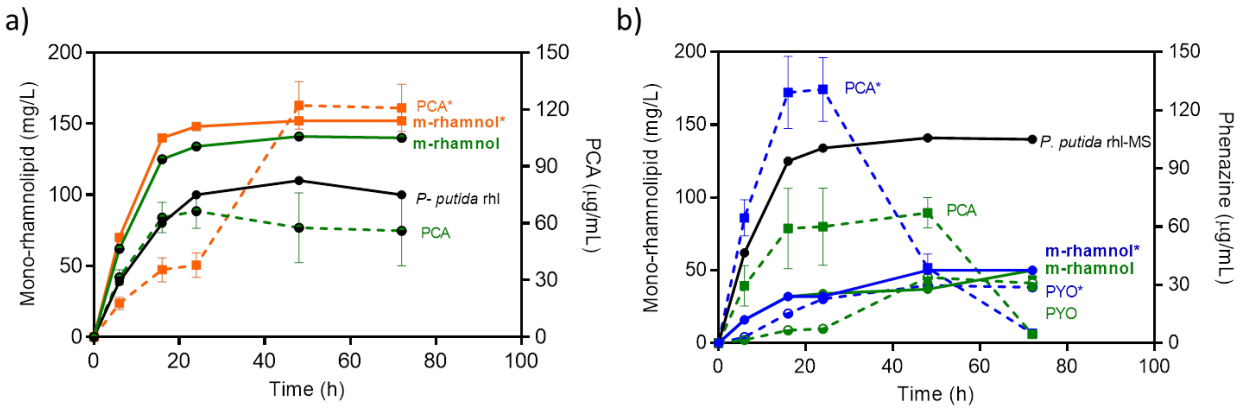 a)
Mono-rhamnolipid (mg/L)
200
150
100
50
0
0
20
40
60
80
100
Time (h)
150
120
90
60
30
0
PCA (µg/mL)
PCA*
m-rhamnol*
m-rhamnol
P- putida rhl
PCA
b)
Mono-rhamnolipid (mg/L)
200
150
100
50
0
0
20
40
60
80
100
Time (h)
150
120
90
60
30
0
Phenazine (µg/mL)
PCA*
P. putida rhl-MS
PCA
m-rhamnol*
m-rhamnol
PYO*
PYO